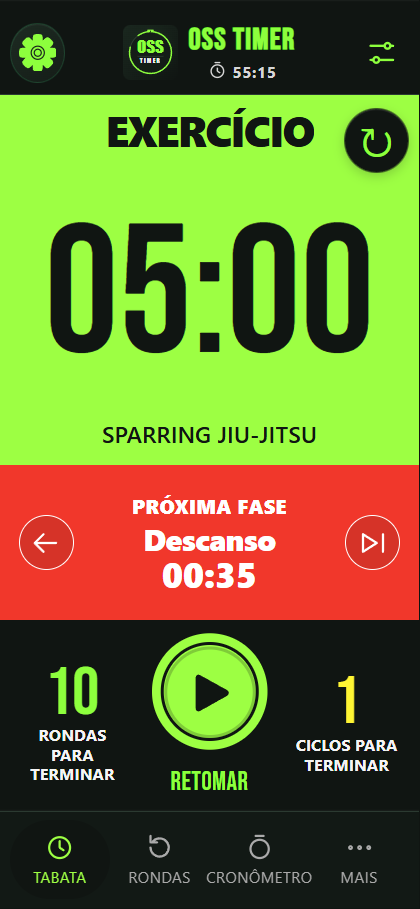 OSS
TIMER
OSS TIMER
55:15
EXERCÍCIO
05:00
SPARRING JIU-JITSU
PRÓXIMA FASE
Descanso
00:35
10
RONDAS
PARA
TERMINAR
RETOMAR
1
CICLOS PARA
TERMINAR
TABATA
RONDAS
CRONÔMETRO
MAIS